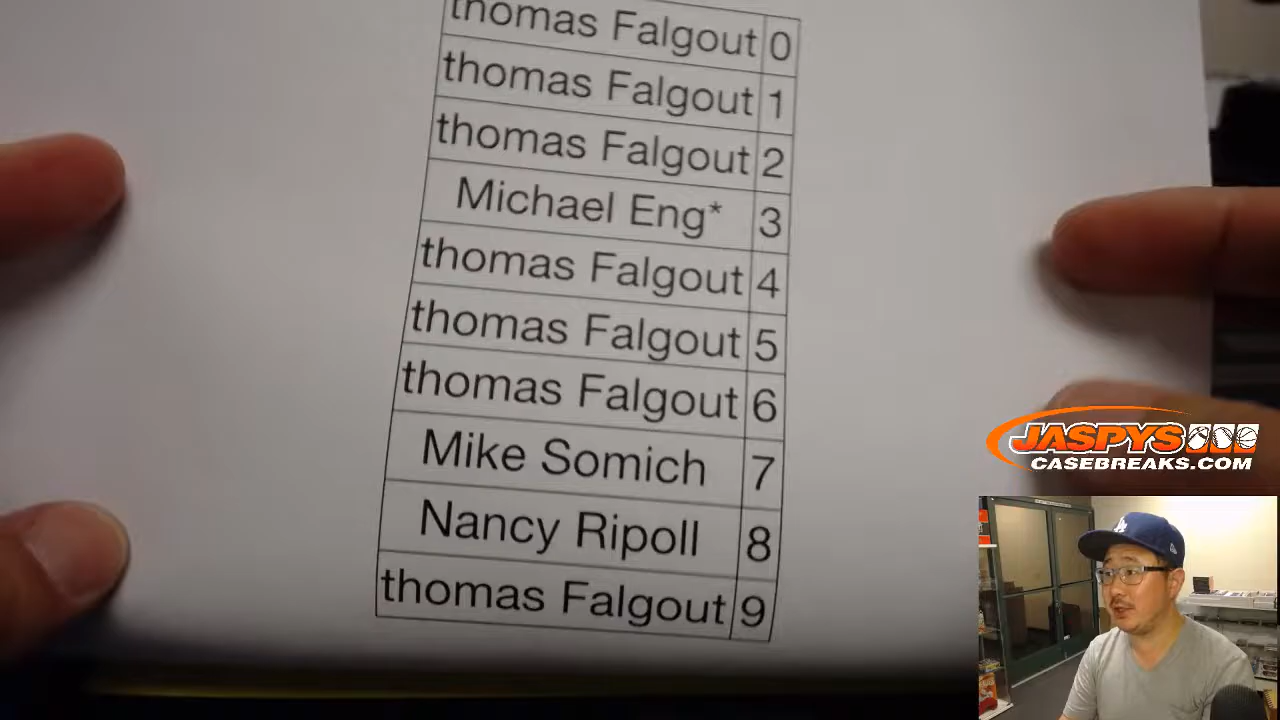 thomas Falgout 0
thomas Falgout 1
thomas Falgout 2
Michael Eng* 3
thomas Falgout 4
thomas Falgout 5
thomas Falgout 6
Mike Somich 7
Nancy Ripoll 8
thomas Falgout 9
JASPYS
CASEBREAKS.COM
LA